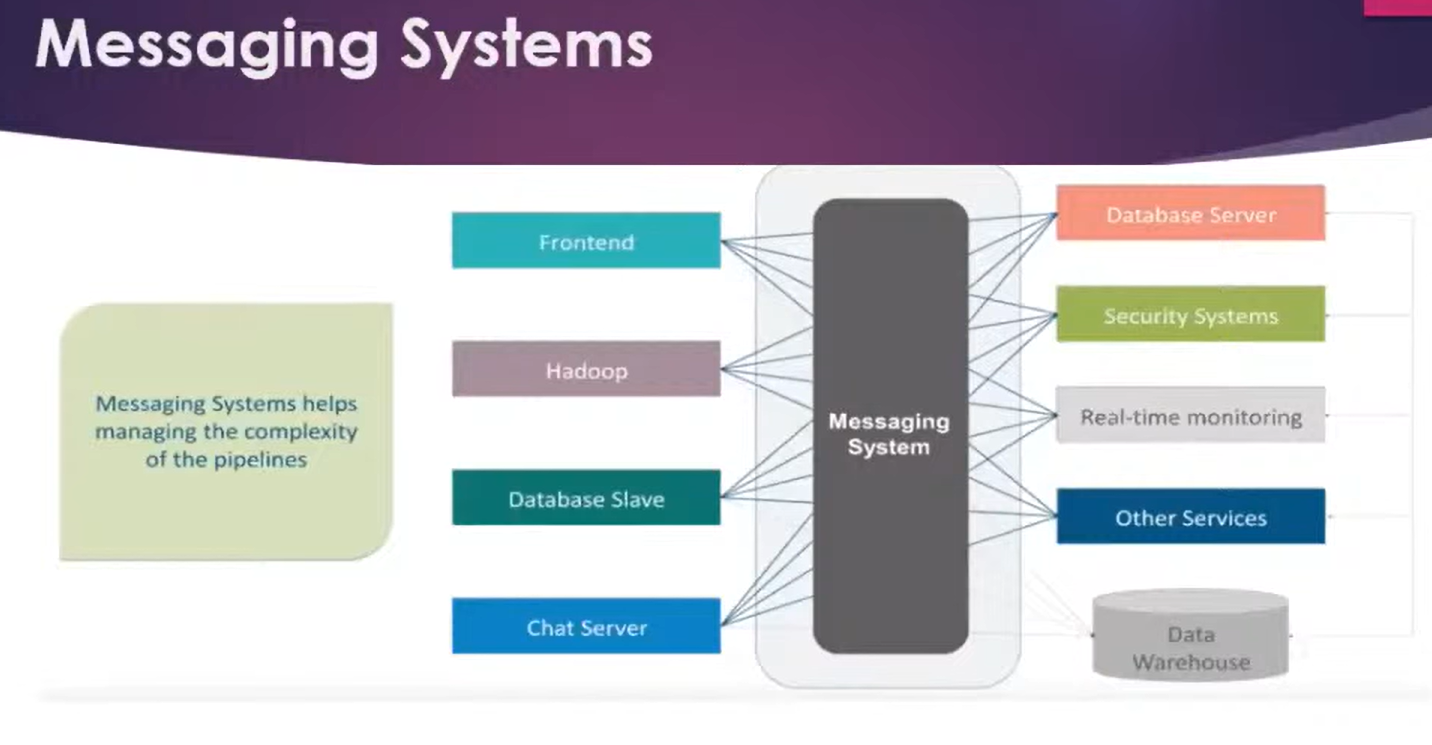 Messaging Systems
Messaging Systems helps
managing the complexity
of the pipelines
Frontend
Hadoop
Database Slave
Chat Server
Messaging
System
Database Server
Security Systems
Real-time monitoring
Other Services
Data
Warehouse